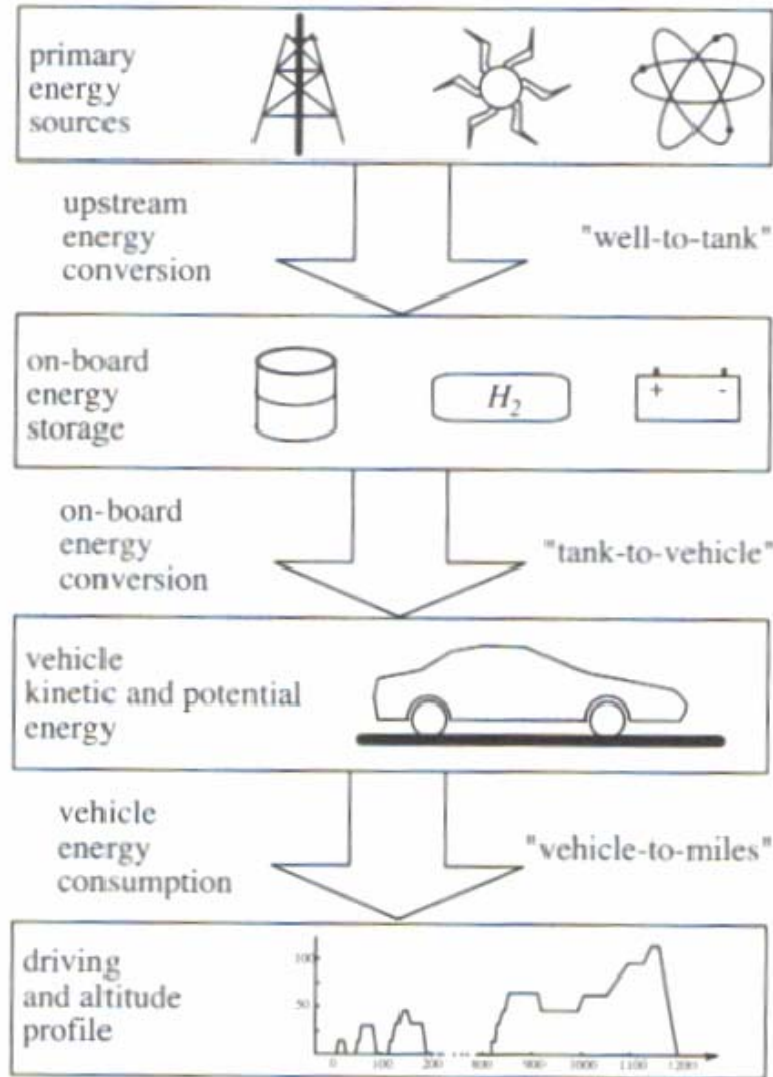 primary
energy
sources
upstream
energy
conversion
"well-to-tank"
on-board
energy
storage
H2
+ -
on-board
energy
conversion
"tank-to-vehicle"
vehicle
kinetic and potential
energy
vehicle
energy
consumption
"vehicle-to-miles"
driving
and altitude
profile
100
50
0 100 200 ... 800 900 1000 1100 1200